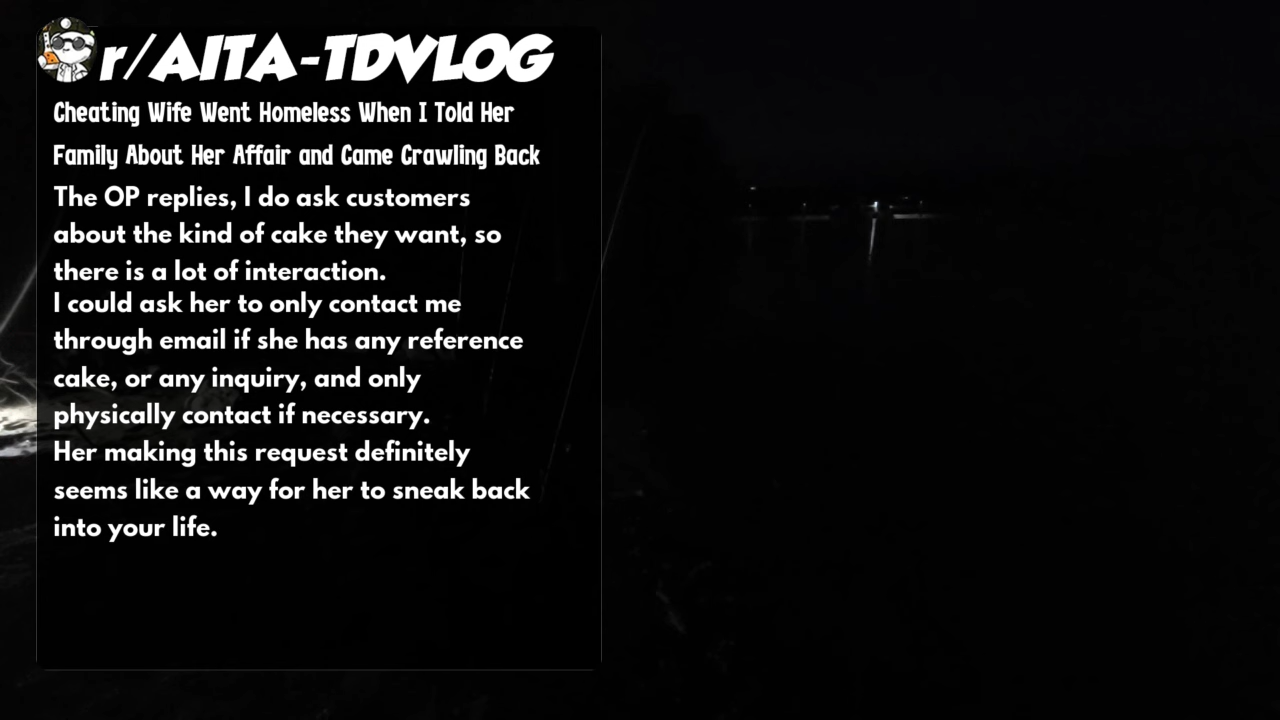 r/AITA-TDVLOG
Cheating Wife Went Homeless When I Told Her
Family About Her Affair and Came Crawling Back
The OP replies, I do ask customers
about the kind of cake they want, so
there is a lot of interaction.
I could ask her to only contact me
through email if she has any reference
cake, or any inquiry, and only
physically contact if necessary.
Her making this request definitely
seems like a way for her to sneak back
into your life.